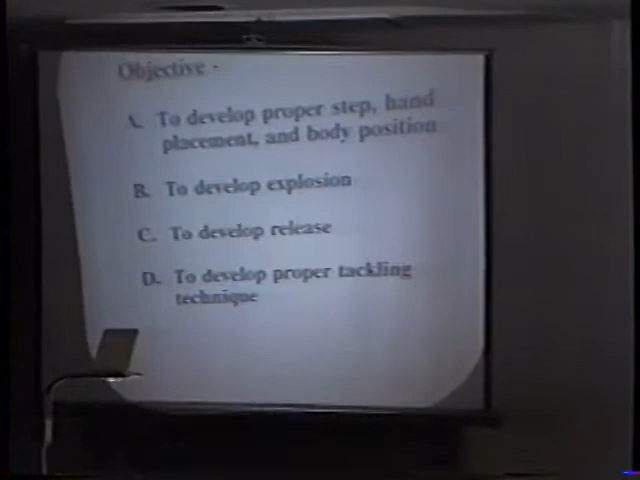 Objective -
A. To develop proper step, hand
placement, and body position
B. To develop explosion
C. To develop release
D. To develop proper tackling
technique